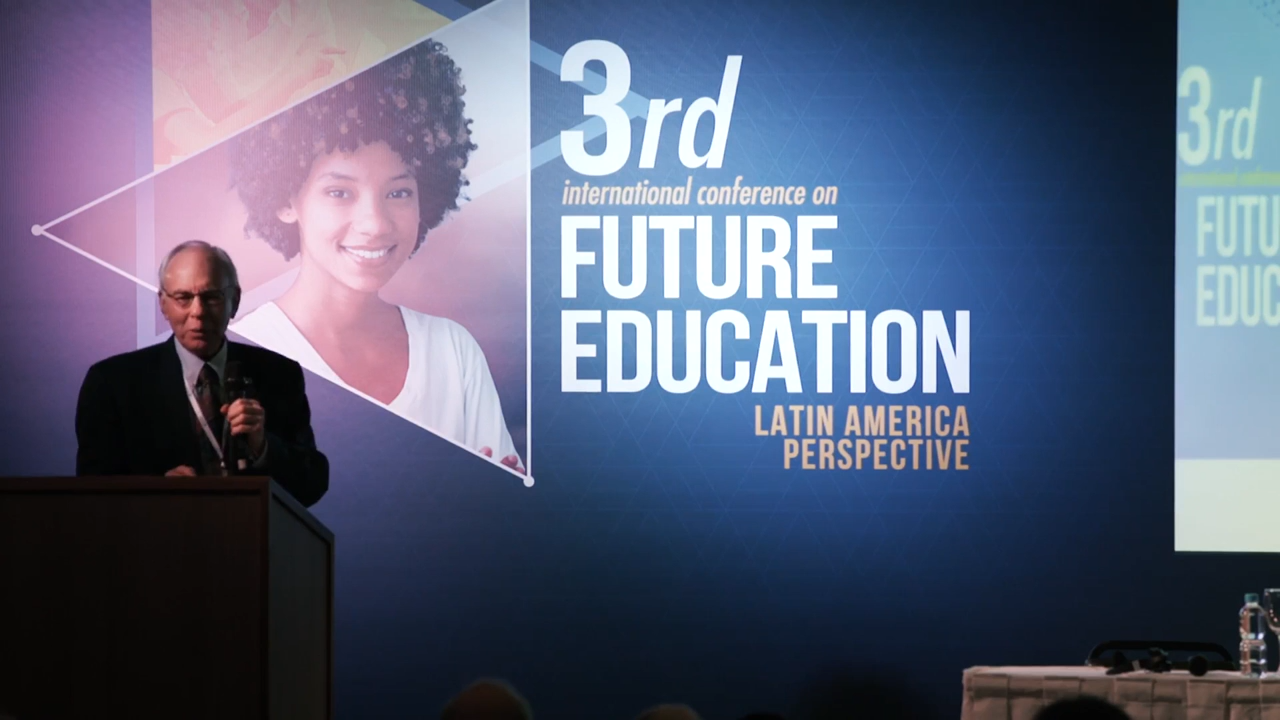 3rd
international conference on
FUTURE
EDUCATION
LATIN AMERICA
PERSPECTIVE
3rd
FUTU
EDUC